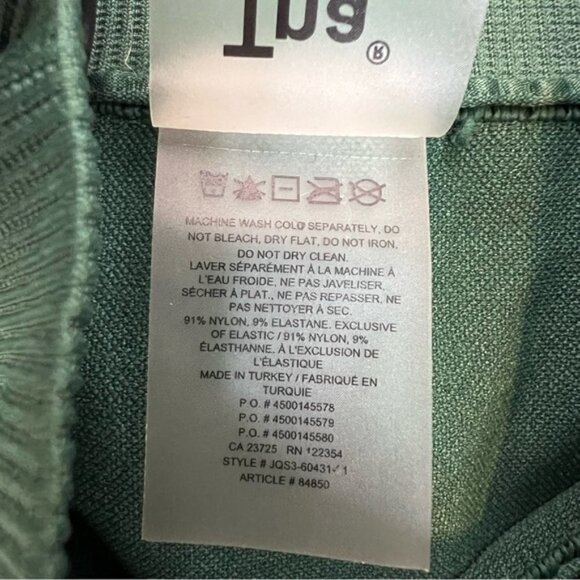 Tna®
MACHINE WASH COLD SEPARATELY, DO
NOT BLEACH, DRY FLAT, DO NOT IRON,
DO NOT DRY CLEAN.
LAVER SÉPARÉMENT À LA MACHINE À
L'EAU FROIDE, NE PAS JAVELISER,
SÉCHER À PLAT., NE PAS REPASSER, NE
PAS NETTOYER À SEC.
91% NYLON, 9% ELASTANE. EXCLUSIVE
OF ELASTIC / 91% NYLON, 9%
ÉLASTHANNE. À L'EXCLUSION DE
L'ÉLASTIQUE
MADE IN TURKEY / FABRIQUÉ EN
TURQUIE
P.O. # 4500145578
P.O. # 4500145579
P.O. # 4500145580
CA 23725 RN 122354
STYLE # JQS3-60431-1
ARTICLE # 84850